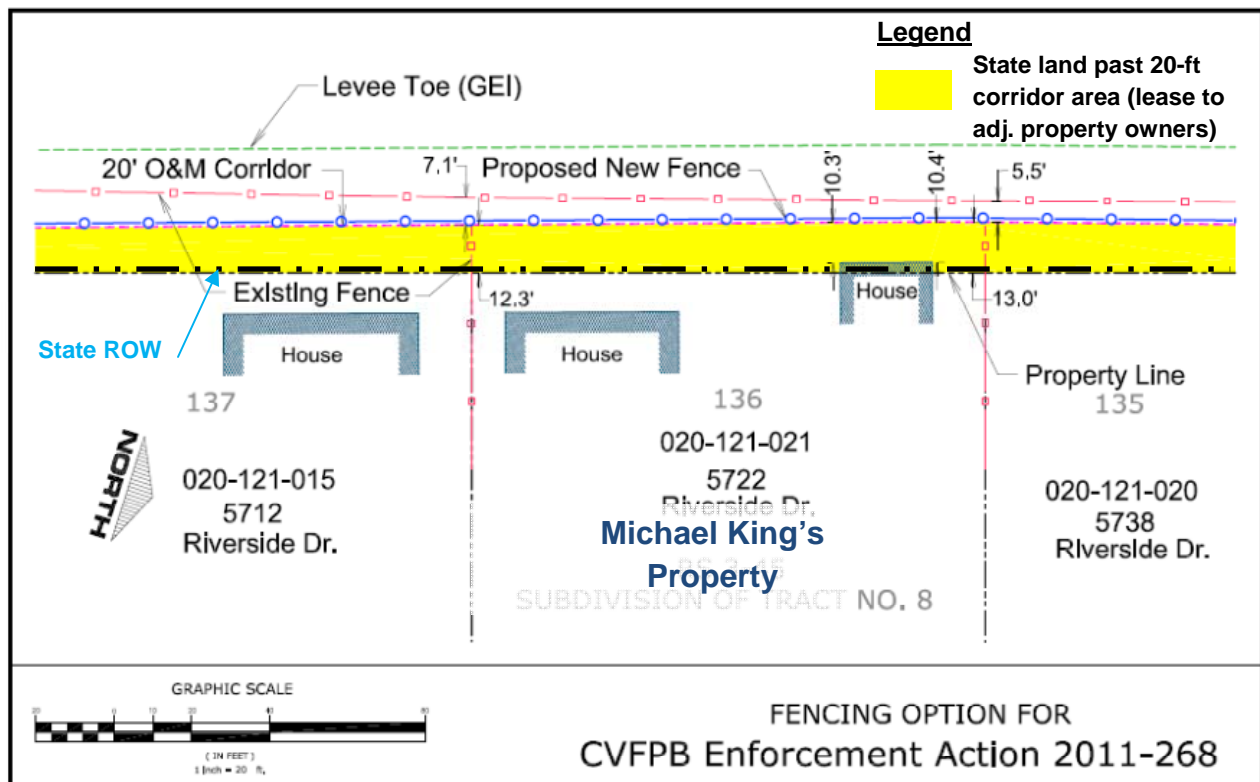 Legend
State land past 20-ft
corridor area (lease to
adj. property owners)
Levee Toe (GEI)
20' O&M Corridor
7.1'
Proposed New Fence
10.3'
10.4'
5.5'
Existing Fence
12.3'
House
13.0'
State ROW
House
House
Property Line
137
136
135
NORTH
020-121-015
5712
Riverside Dr.
020-121-021
5722
Riverside Dr.
Michael King's
Property
SUBDIVISION OF TRACT NO. 8
020-121-020
5738
Riverside Dr.
GRAPHIC SCALE
20 0 10 20 40 80
( IN FEET )
1 inch = 20 ft.
FENCING OPTION FOR
CVFPB Enforcement Action 2011-268